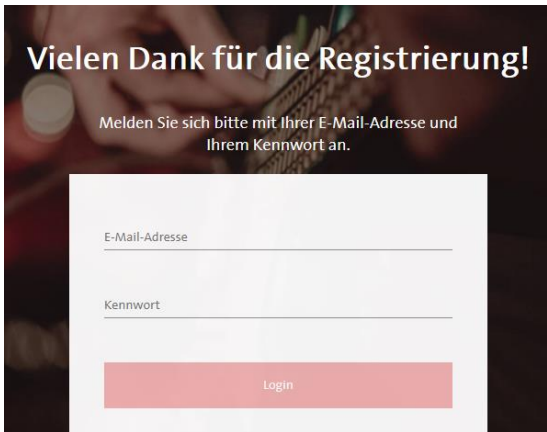 Vielen Dank für die Registrierung!
Melden Sie sich bitte mit Ihrer E-Mail-Adresse und
Ihrem Kennwort an.
E-Mail-Adresse
Kennwort
Login